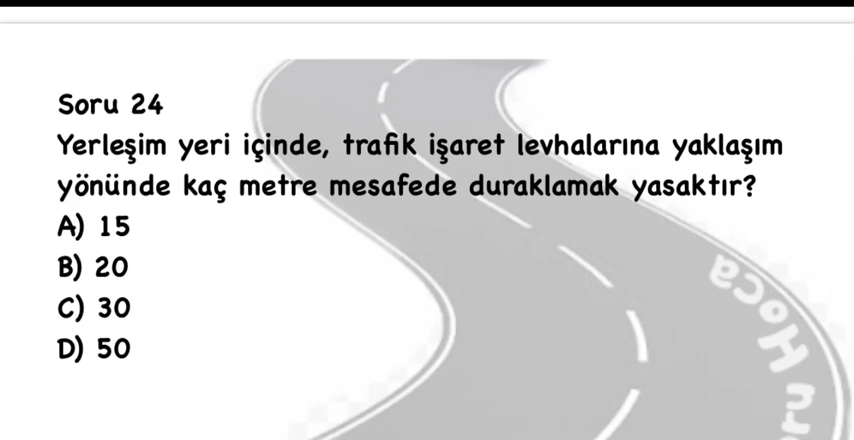 Soru 24
Yerleşim yeri içinde, trafik işaret levhalarına yaklaşım
yönünde kaç metre mesafede duraklamak yasaktır?
A) 15
B) 20
C) 30
D) 50
Hoca